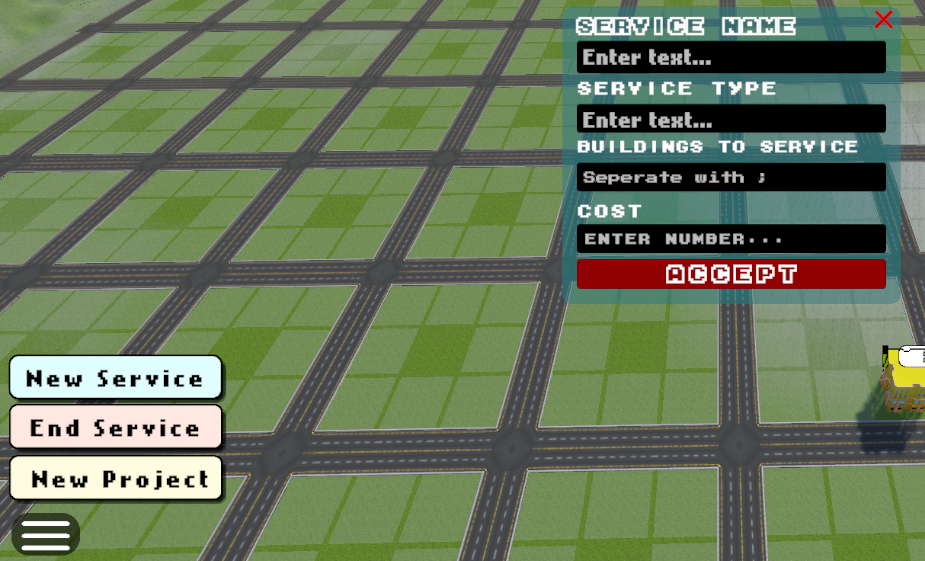 SERVICE NAME
Enter text...
SERVICE TYPE
Enter text...
BUILDINGS TO SERVICE
Seperate with ;
COST
ENTER NUMBER...
ACCEPT
New Service
End Service
New Project